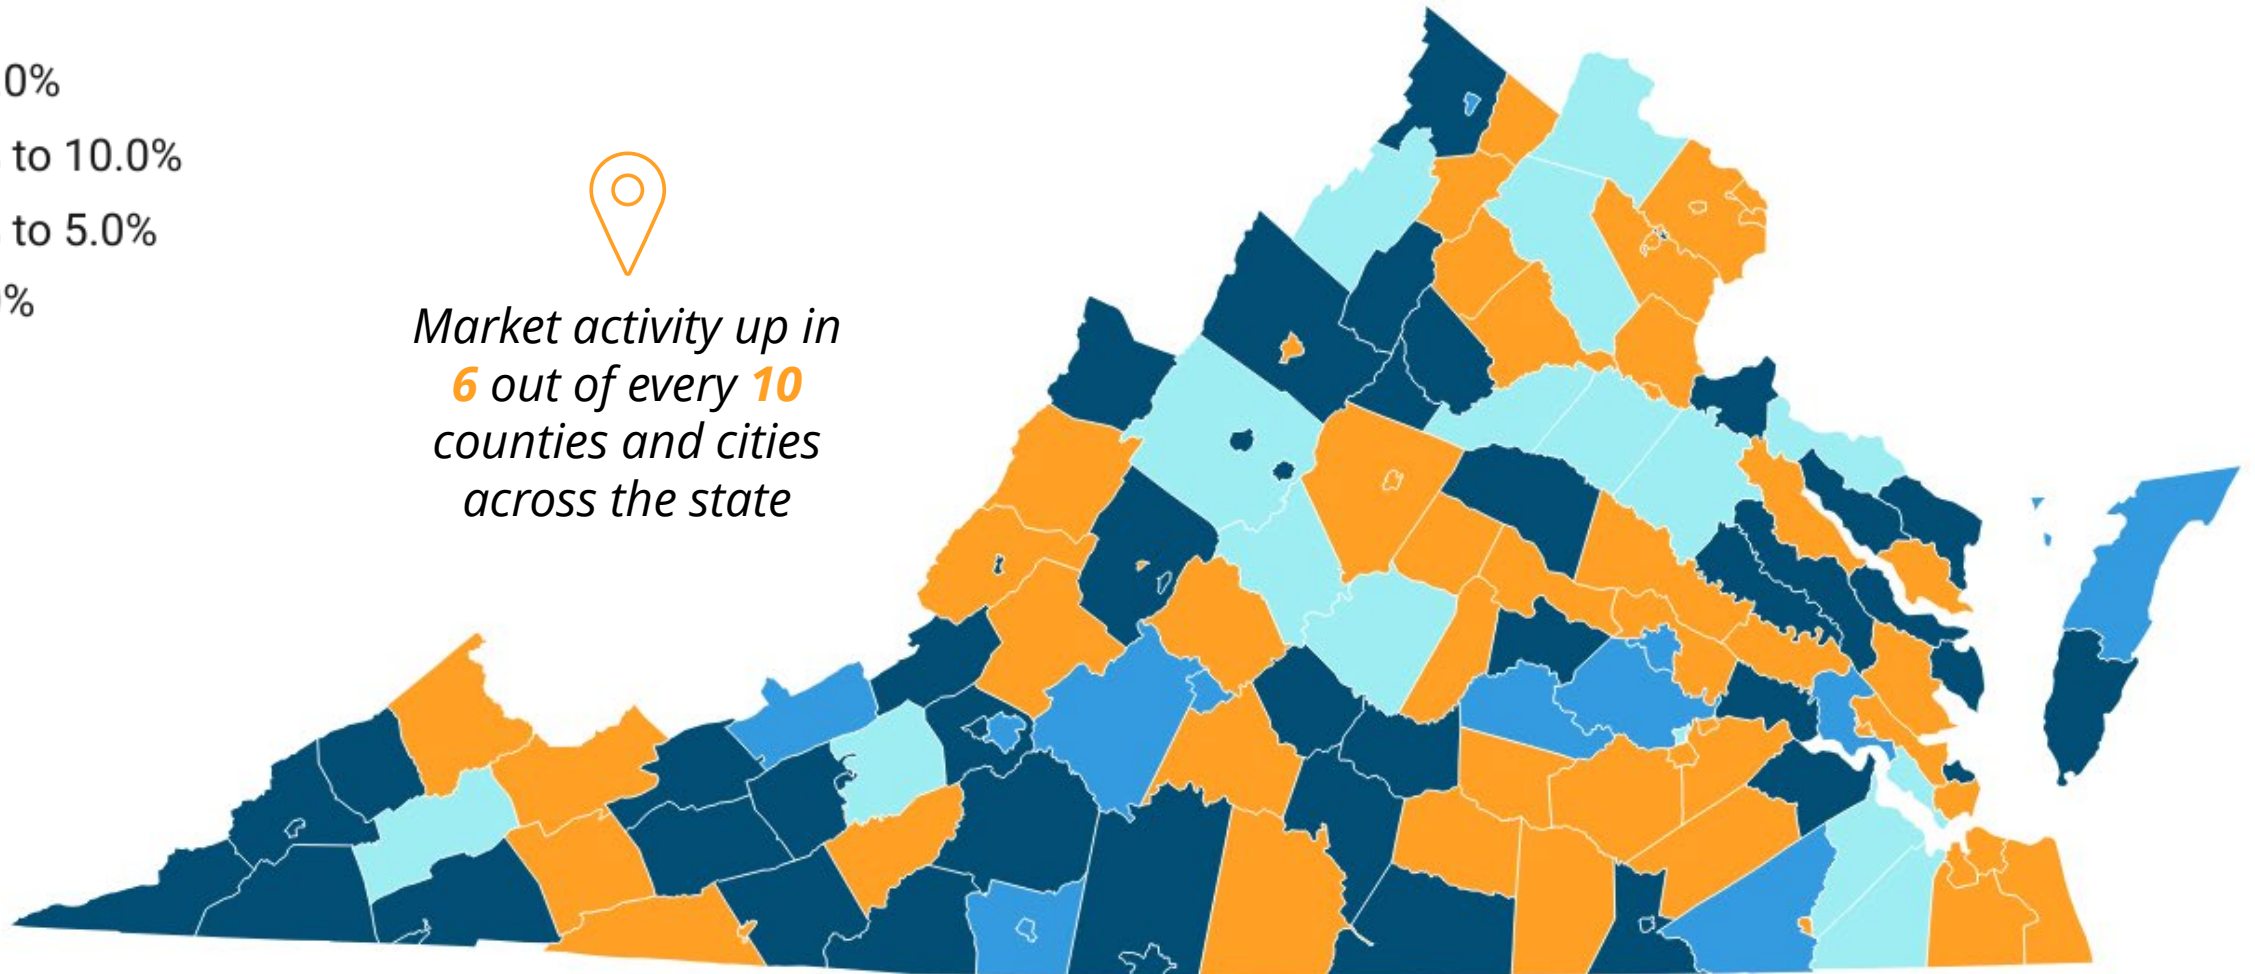 0%
to 10.0%
to 5.0%
%
Market activity up in
6 out of every 10
counties and cities
across the state